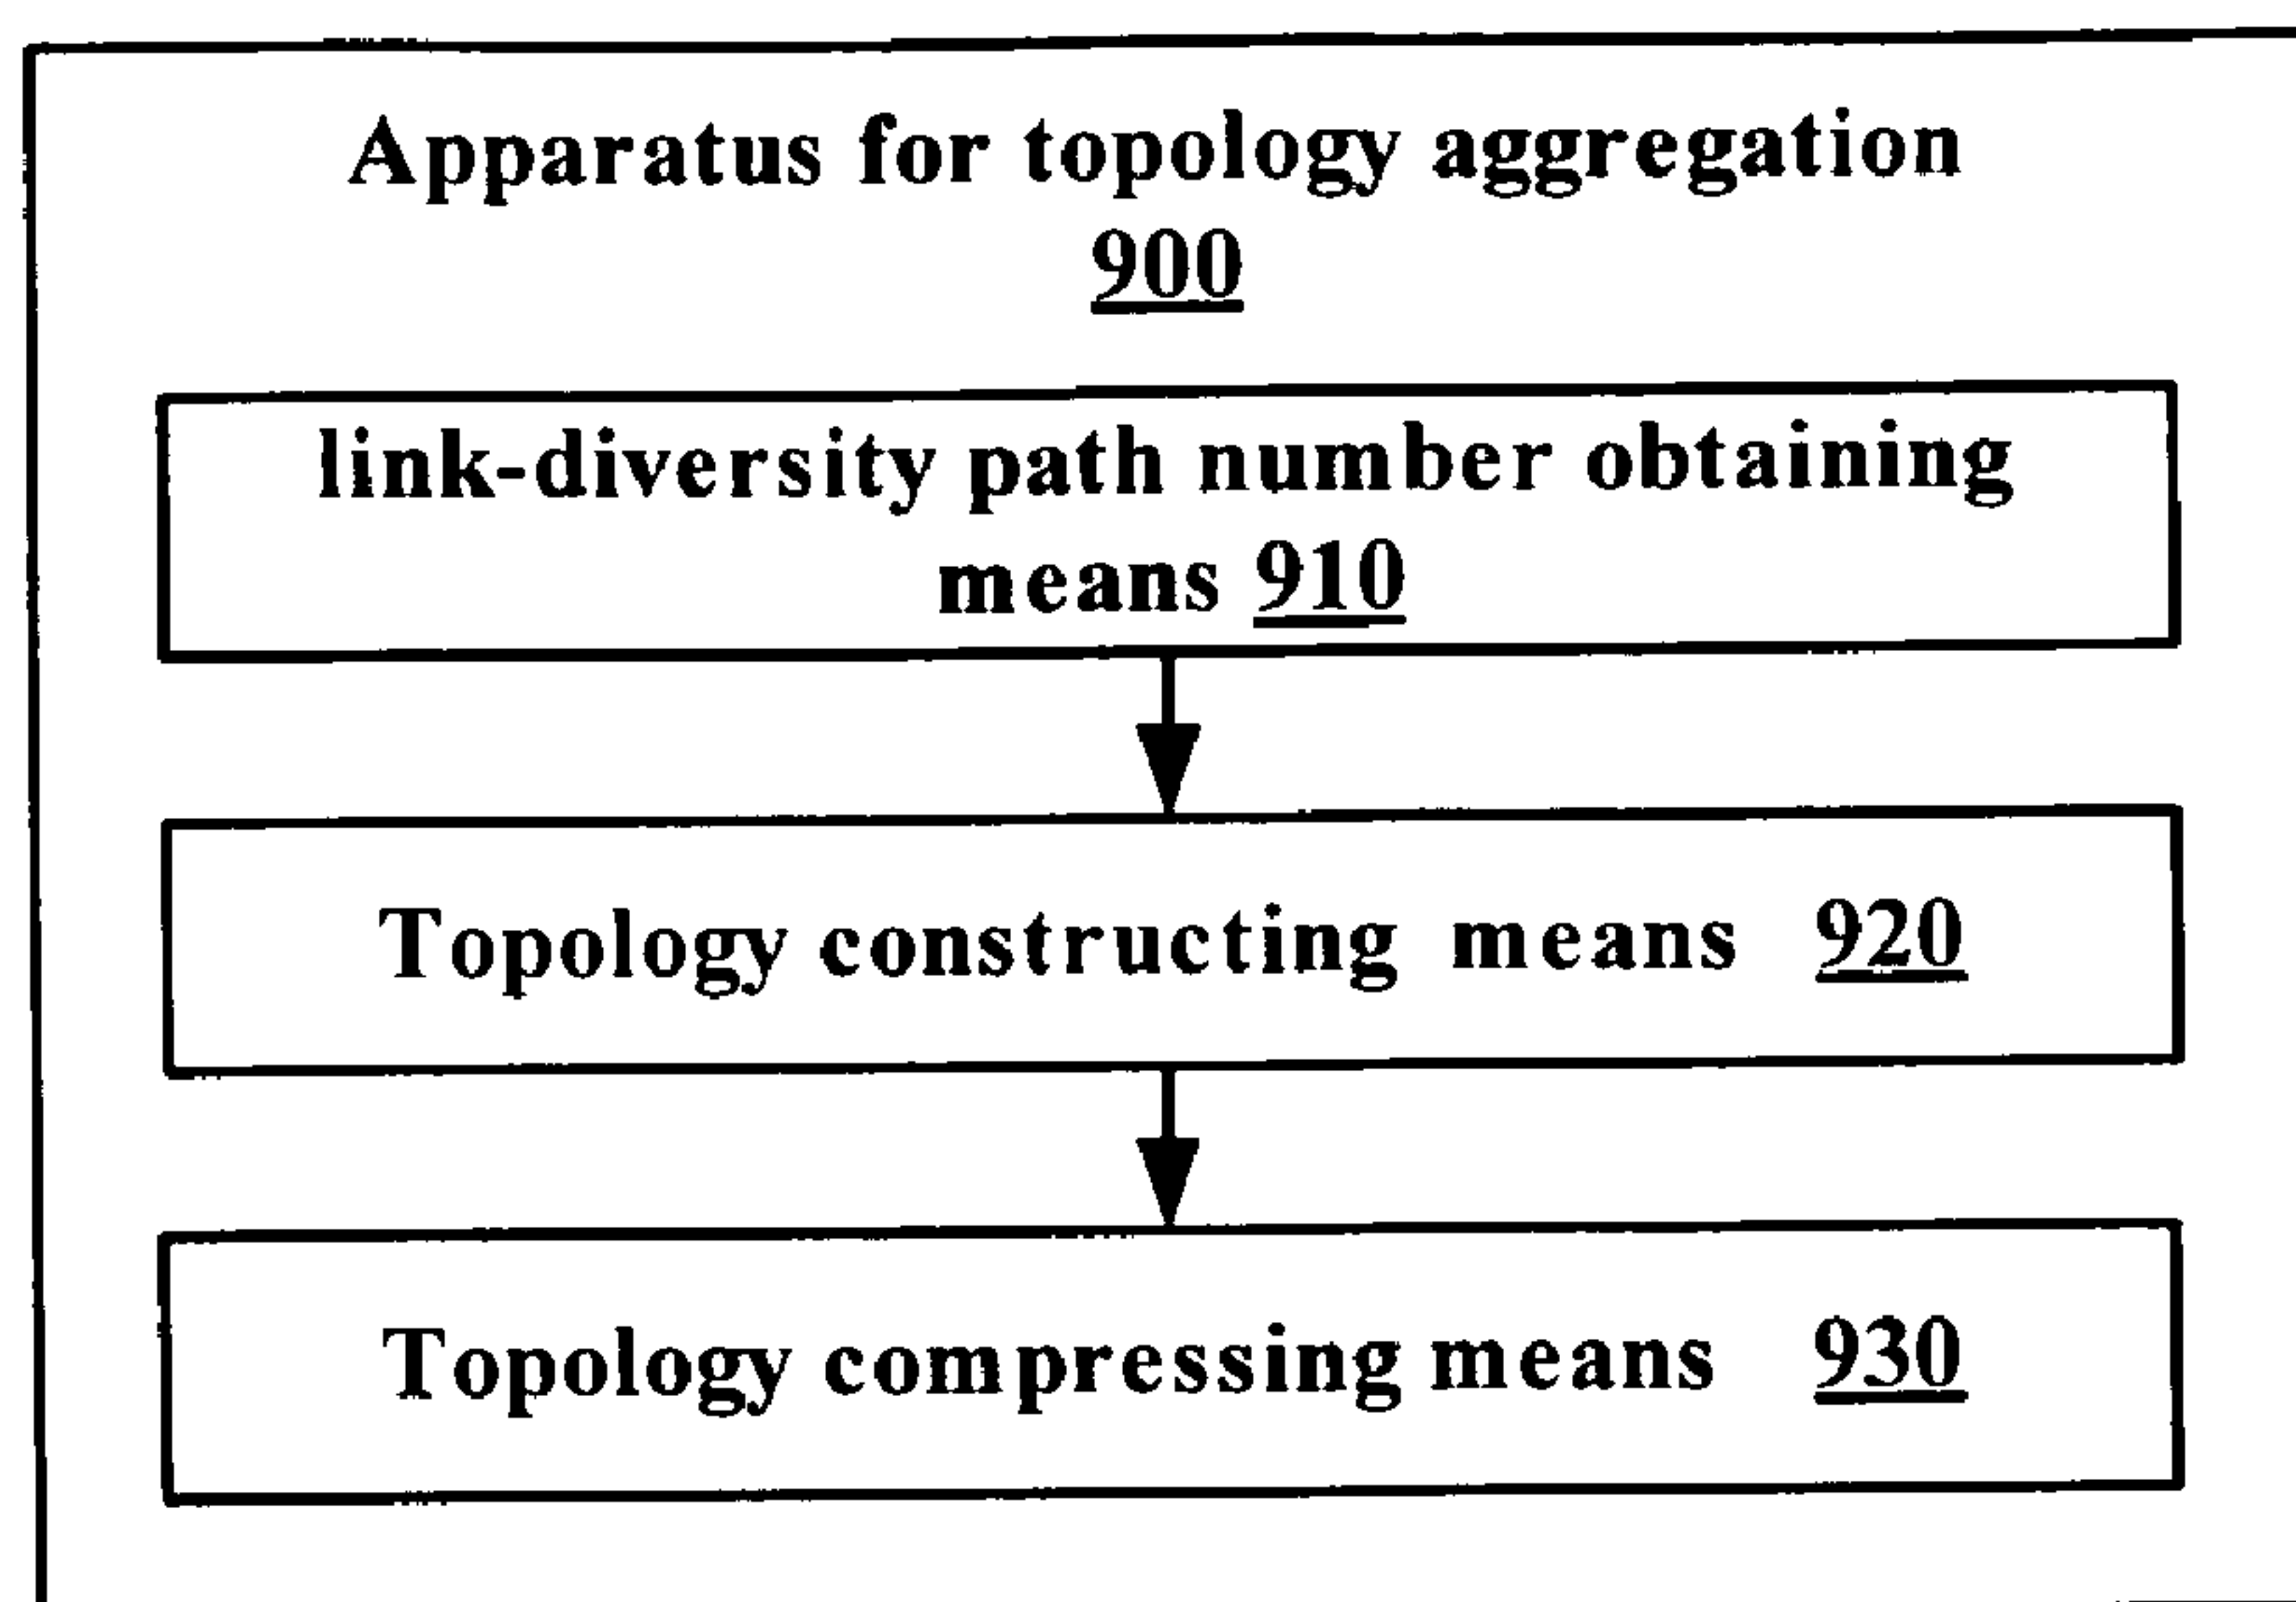 Apparatus for topology aggregation
900
link-diversity path number obtaining
means 910
Topology constructing means 920
Topology compressing means 930